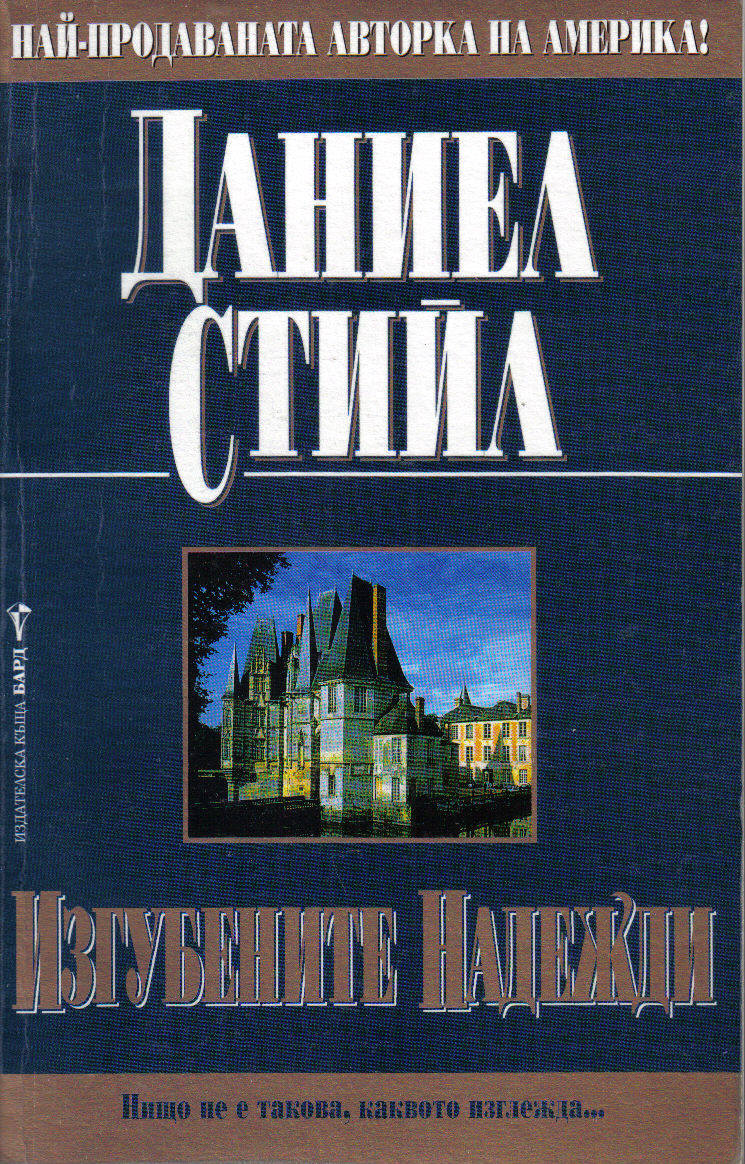 НАЙ-ПРОДАВАНАТА АВТОРКА НА АМЕРИКА!
ДАНИЕЛ
СТИЙЛ
ИЗДАТЕЛСКА КЪЩА БАРД
ИЗГУБЕНИТЕ НАДЕЖДИ
Нищо не е такова, каквото изглежда...